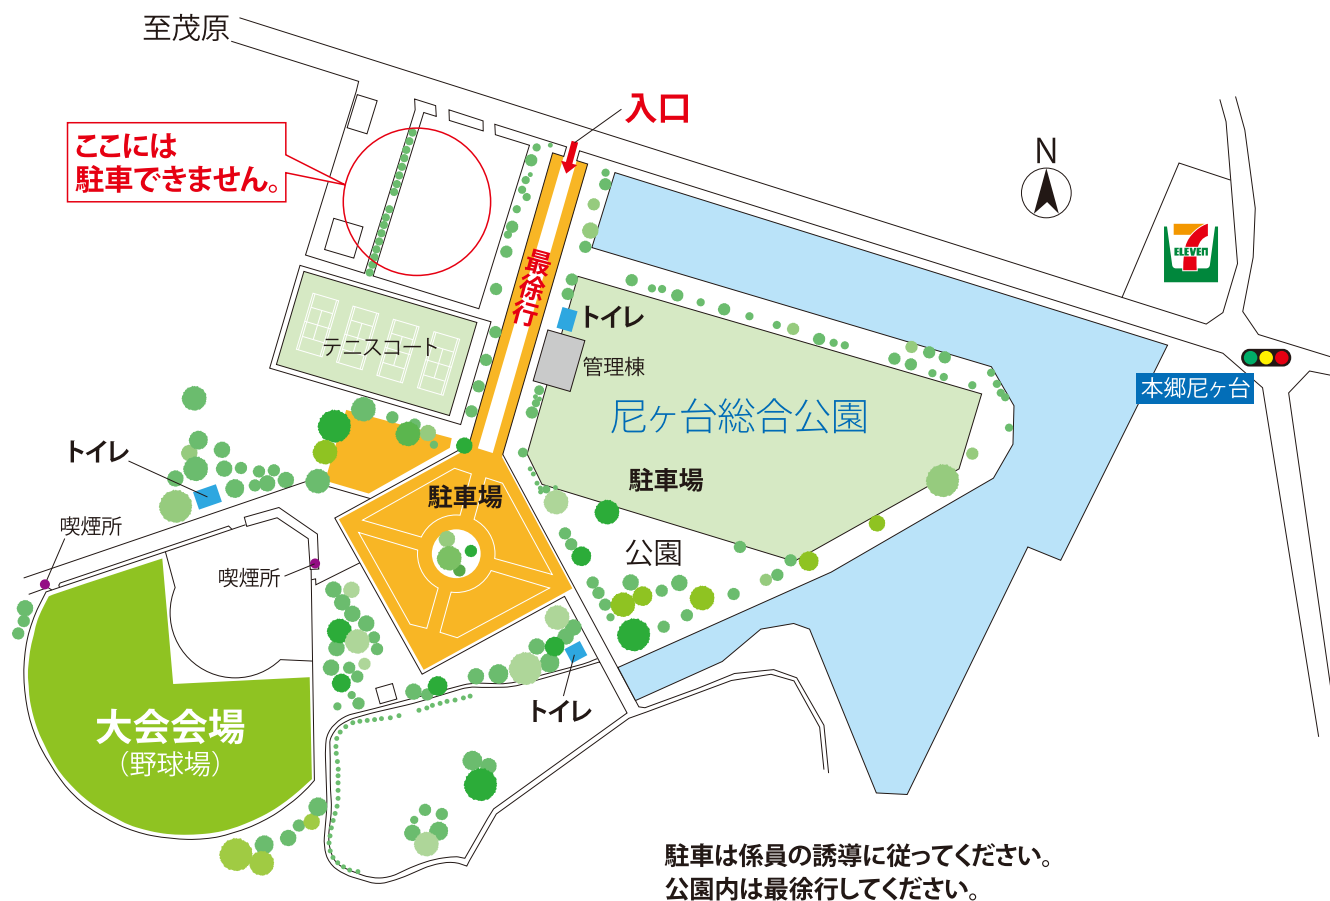 至茂原
入口
ここには
駐車できません。
N
7
ELEVEN
最徐行
トイレ
テニスコート
管理棟
本郷尼ヶ台
尼ヶ台総合公園
トイレ
駐車場
駐車場
喫煙所
公園
喫煙所
トイレ
大会会場
（野球場）
駐車は係員の誘導に従ってください。
公園内は最徐行してください。